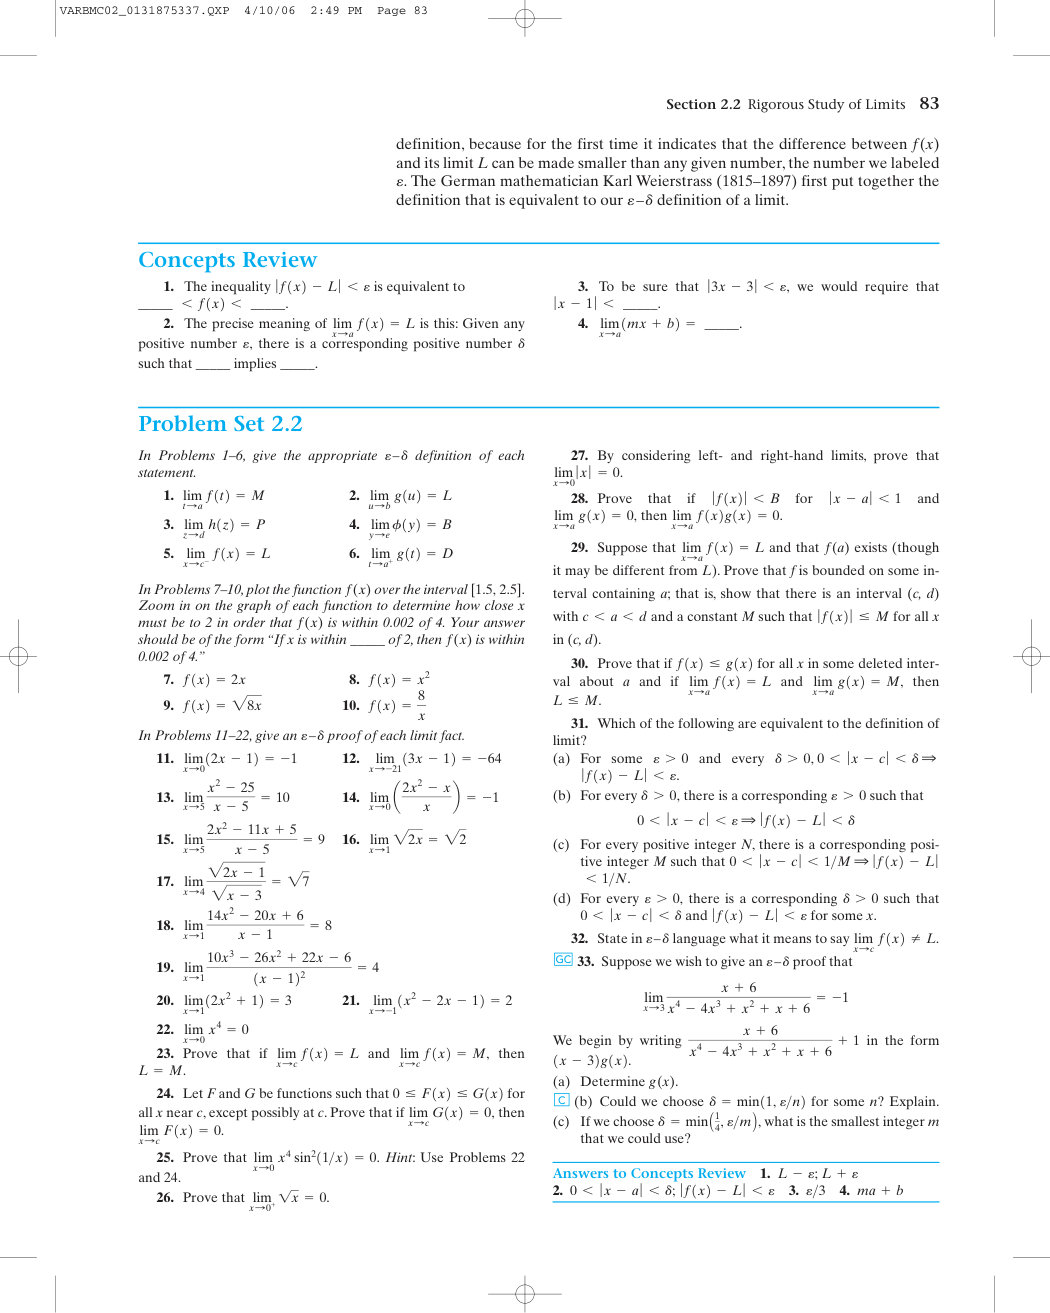 VARBMC02_0131875337.QXP 4/10/06 2:49 PM Page 83
Section 2.2 Rigorous Study of Limits 83
definition, because for the first time it indicates that the difference between f(x)
and its limit L can be made smaller than any given number, the number we labeled
ε. The German mathematician Karl Weierstrass (1815–1897) first put together the
definition that is equivalent to our ε–δ definition of a limit.
Concepts Review
1. The inequality |f(x) − L| < ε is equivalent to
_____ < f(x) < _____.
2. The precise meaning of lim x→a f(x) = L is this: Given any
positive number ε, there is a corresponding positive number δ
such that _____ implies _____.
3. To be sure that |3x − 3| < ε, we would require that
|x − 1| < _____.
4. lim x→a (mx + b) = _____.
Problem Set 2.2
In Problems 1–6, give the appropriate ε–δ definition of each
statement.
1. lim t→a f(t) = M 2. lim u→b g(u) = L
3. lim z→d h(z) = P 4. lim y→e ϕ(y) = B
5. lim x→c⁻ f(x) = L 6. lim t→a⁺ g(t) = D
In Problems 7–10, plot the function f(x) over the interval [1.5, 2.5].
Zoom in on the graph of each function to determine how close x
must be to 2 in order that f(x) is within 0.002 of 4. Your answer
should be of the form “If x is within _____ of 2, then f(x) is within
0.002 of 4.”
7. f(x) = 2x 8. f(x) = x²
9. f(x) = √8x 10. f(x) = 8/x
In Problems 11–22, give an ε–δ proof of each limit fact.
11. lim x→0 (2x − 1) = −1 12. lim x→−21 (3x − 1) = −64
13. lim x→5 (x² − 25)/(x − 5) = 10 14. lim x→0 ((2x² − x)/x) = −1
15. lim x→5 (2x² − 11x + 5)/(x − 5) = 9 16. lim x→1 √2x = √2
17. lim x→4 √(2x − 1)/√(x − 3) = √7
18. lim x→1 (14x² − 20x + 6)/(x − 1) = 8
19. lim x→1 (10x³ − 26x² + 22x − 6)/(x − 1)² = 4
20. lim x→1 (2x² + 1) = 3 21. lim x→−1 (x² − 2x − 1) = 2
22. lim x→0 x⁴ = 0
23. Prove that if lim x→c f(x) = L and lim x→c f(x) = M, then
L = M.
24. Let F and G be functions such that 0 ≤ F(x) ≤ G(x) for
all x near c, except possibly at c. Prove that if lim x→c G(x) = 0, then
lim x→c F(x) = 0.
25. Prove that lim x→0 x⁴ sin²(1/x) = 0. Hint: Use Problems 22
and 24.
26. Prove that lim x→0⁺ √x = 0.
27. By considering left- and right-hand limits, prove that
lim x→0 |x| = 0.
28. Prove that if |f(x)| < B for |x − a| < 1 and
lim x→a g(x) = 0, then lim x→a f(x)g(x) = 0.
29. Suppose that lim x→a f(x) = L and that f(a) exists (though
it may be different from L). Prove that f is bounded on some in-
terval containing a; that is, show that there is an interval (c, d)
with c < a < d and a constant M such that |f(x)| ≤ M for all x
in (c, d).
30. Prove that if f(x) ≤ g(x) for all x in some deleted inter-
val about a and if lim x→a f(x) = L and lim x→a g(x) = M, then
L ≤ M.
31. Which of the following are equivalent to the definition of
limit?
(a) For some ε > 0 and every δ > 0, 0 < |x − c| < δ ⇒
|f(x) − L| < ε.
(b) For every δ > 0, there is a corresponding ε > 0 such that
0 < |x − c| < ε ⇒ |f(x) − L| < δ
(c) For every positive integer N, there is a corresponding posi-
tive integer M such that 0 < |x − c| < 1/M ⇒ |f(x) − L|
< 1/N.
(d) For every ε > 0, there is a corresponding δ > 0 such that
0 < |x − c| < δ and |f(x) − L| < ε for some x.
32. State in ε–δ language what it means to say lim x→c f(x) ≠ L.
GC 33. Suppose we wish to give an ε–δ proof that
lim x→3 (x + 6)/(x⁴ − 4x³ + x² + x + 6) = −1
We begin by writing (x + 6)/(x⁴ − 4x³ + x² + x + 6) + 1 in the form
(x − 3)g(x).
(a) Determine g(x).
C (b) Could we choose δ = min(1, ε/n) for some n? Explain.
(c) If we choose δ = min(1/4, ε/m), what is the smallest integer m
that we could use?
Answers to Concepts Review 1. L − ε; L + ε
2. 0 < |x − a| < δ; |f(x) − L| < ε 3. ε/3 4. ma + b